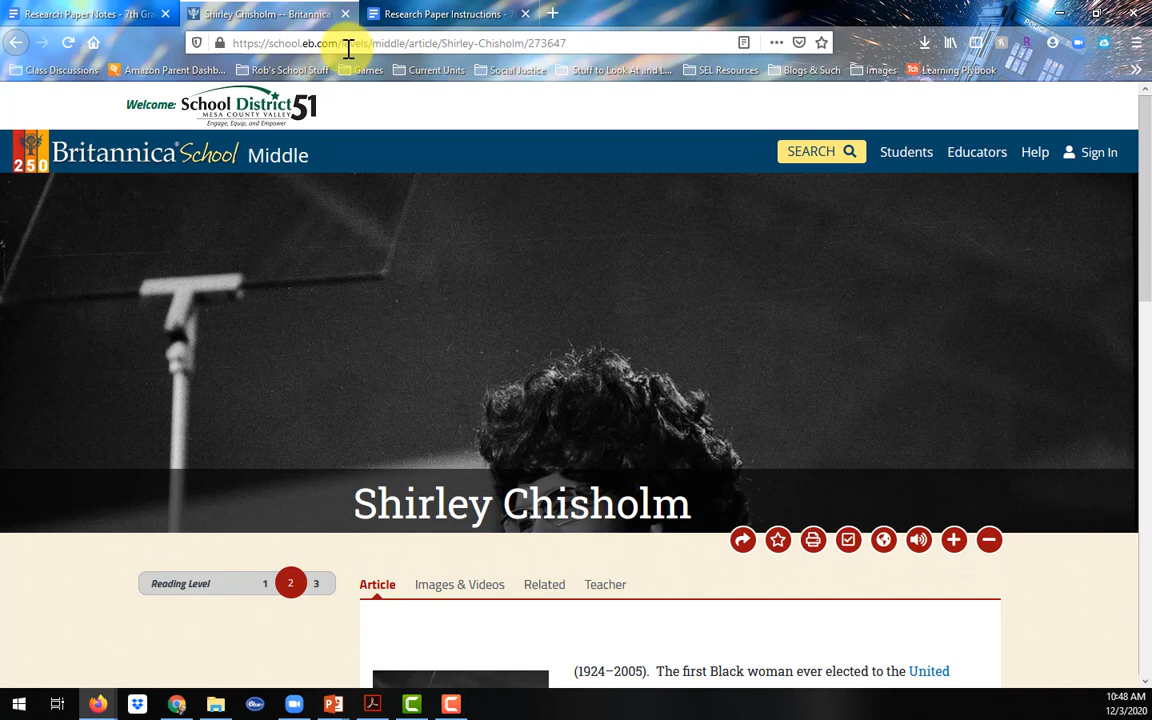 Research Paper Notes - 7th Gra
Shirley Chisholm -- Britannica
Research Paper Instructions - 7
https://school.eb.com/levels/middle/article/Shirley-Chisholm/273647
Class Discussions
Amazon Parent Dashb...
Rob's School Stuff
Games
Current Units
Social Justice
Stuff to Look At and L...
SEL Resources
Blogs & Such
Images
Tch
Learning Playbook
Welcome: School District 51
MESA COUNTY VALLEY
Engage, Equip, and Empower
250
Britannica School Middle
SEARCH
Students
Educators
Help
Sign In
Shirley Chisholm
Reading Level 1 2 3
Article
Images & Videos
Related
Teacher
(1924–2005). The first Black woman ever elected to the United
10:48 AM
12/3/2020